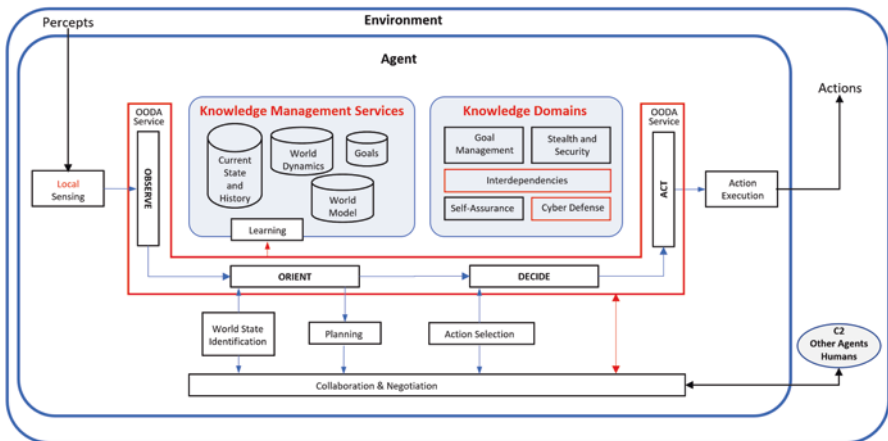 Percepts
Environment
Agent
Actions
OODA
Service
Knowledge Management Services
Current
State
and
History
World
Dynamics
Goals
World
Model
Learning
Knowledge Domains
Goal
Management
Stealth and
Security
Interdependencies
Self-Assurance
Cyber Defense
OODA
Service
OBSERVE
ACT
Local
Sensing
Action
Execution
ORIENT
DECIDE
World State
Identification
Planning
Action Selection
Collaboration & Negotiation
C2
Other Agents
Humans